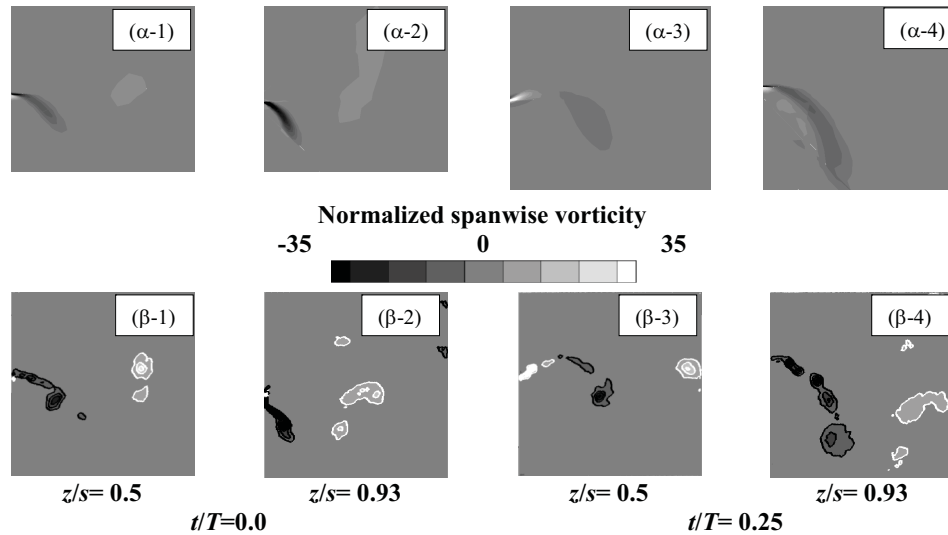 (α-1) (α-2) (α-3) (α-4)
Normalized spanwise vorticity
-35 0 35
(β-1) (β-2) (β-3) (β-4)
z/s= 0.5 z/s= 0.93 z/s= 0.5 z/s= 0.93
t/T=0.0 t/T= 0.25